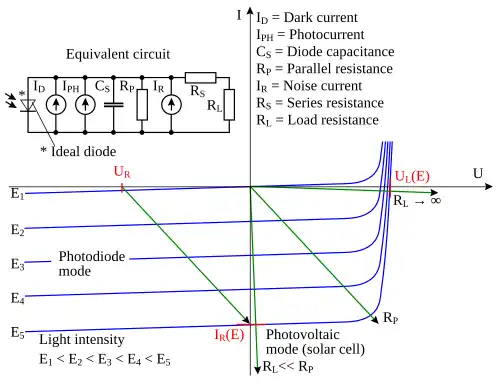 I
I_D = Dark current
I_PH = Photocurrent
C_S = Diode capacitance
R_P = Parallel resistance
I_R = Noise current
R_S = Series resistance
R_L = Load resistance
Equivalent circuit
* I_D I_PH C_S R_P I_R R_S R_L
* Ideal diode
U_R
U_L(E)
U
R_L → ∞
E_1
E_2
E_3
E_4
E_5
Photodiode
mode
R_P
I_R(E)
Light intensity
E_1 < E_2 < E_3 < E_4 < E_5
Photovoltaic
mode (solar cell)
R_L<< R_P